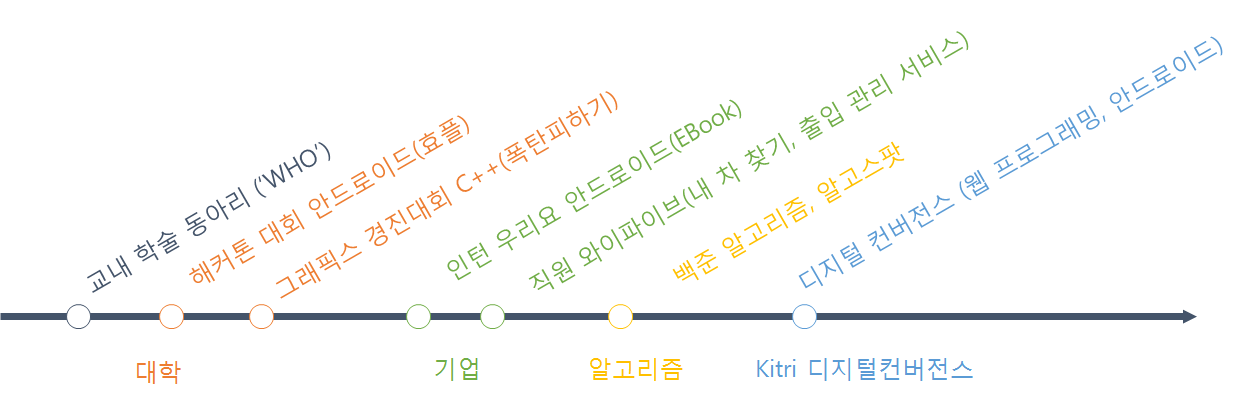 교내 학술 동아리 ('WHO')
해커톤 대회 안드로이드(효플)
그래픽스 경진대회 C++(폭탄피하기)
인턴 우리요 안드로이드(EBook)
직원 와이파이브(내 차 찾기, 출입 관리 서비스)
백준 알고리즘, 알고스팟
디지털 컨버전스 (웹 프로그래밍, 안드로이드)
대학
기업
알고리즘
Kitri 디지털컨버전스